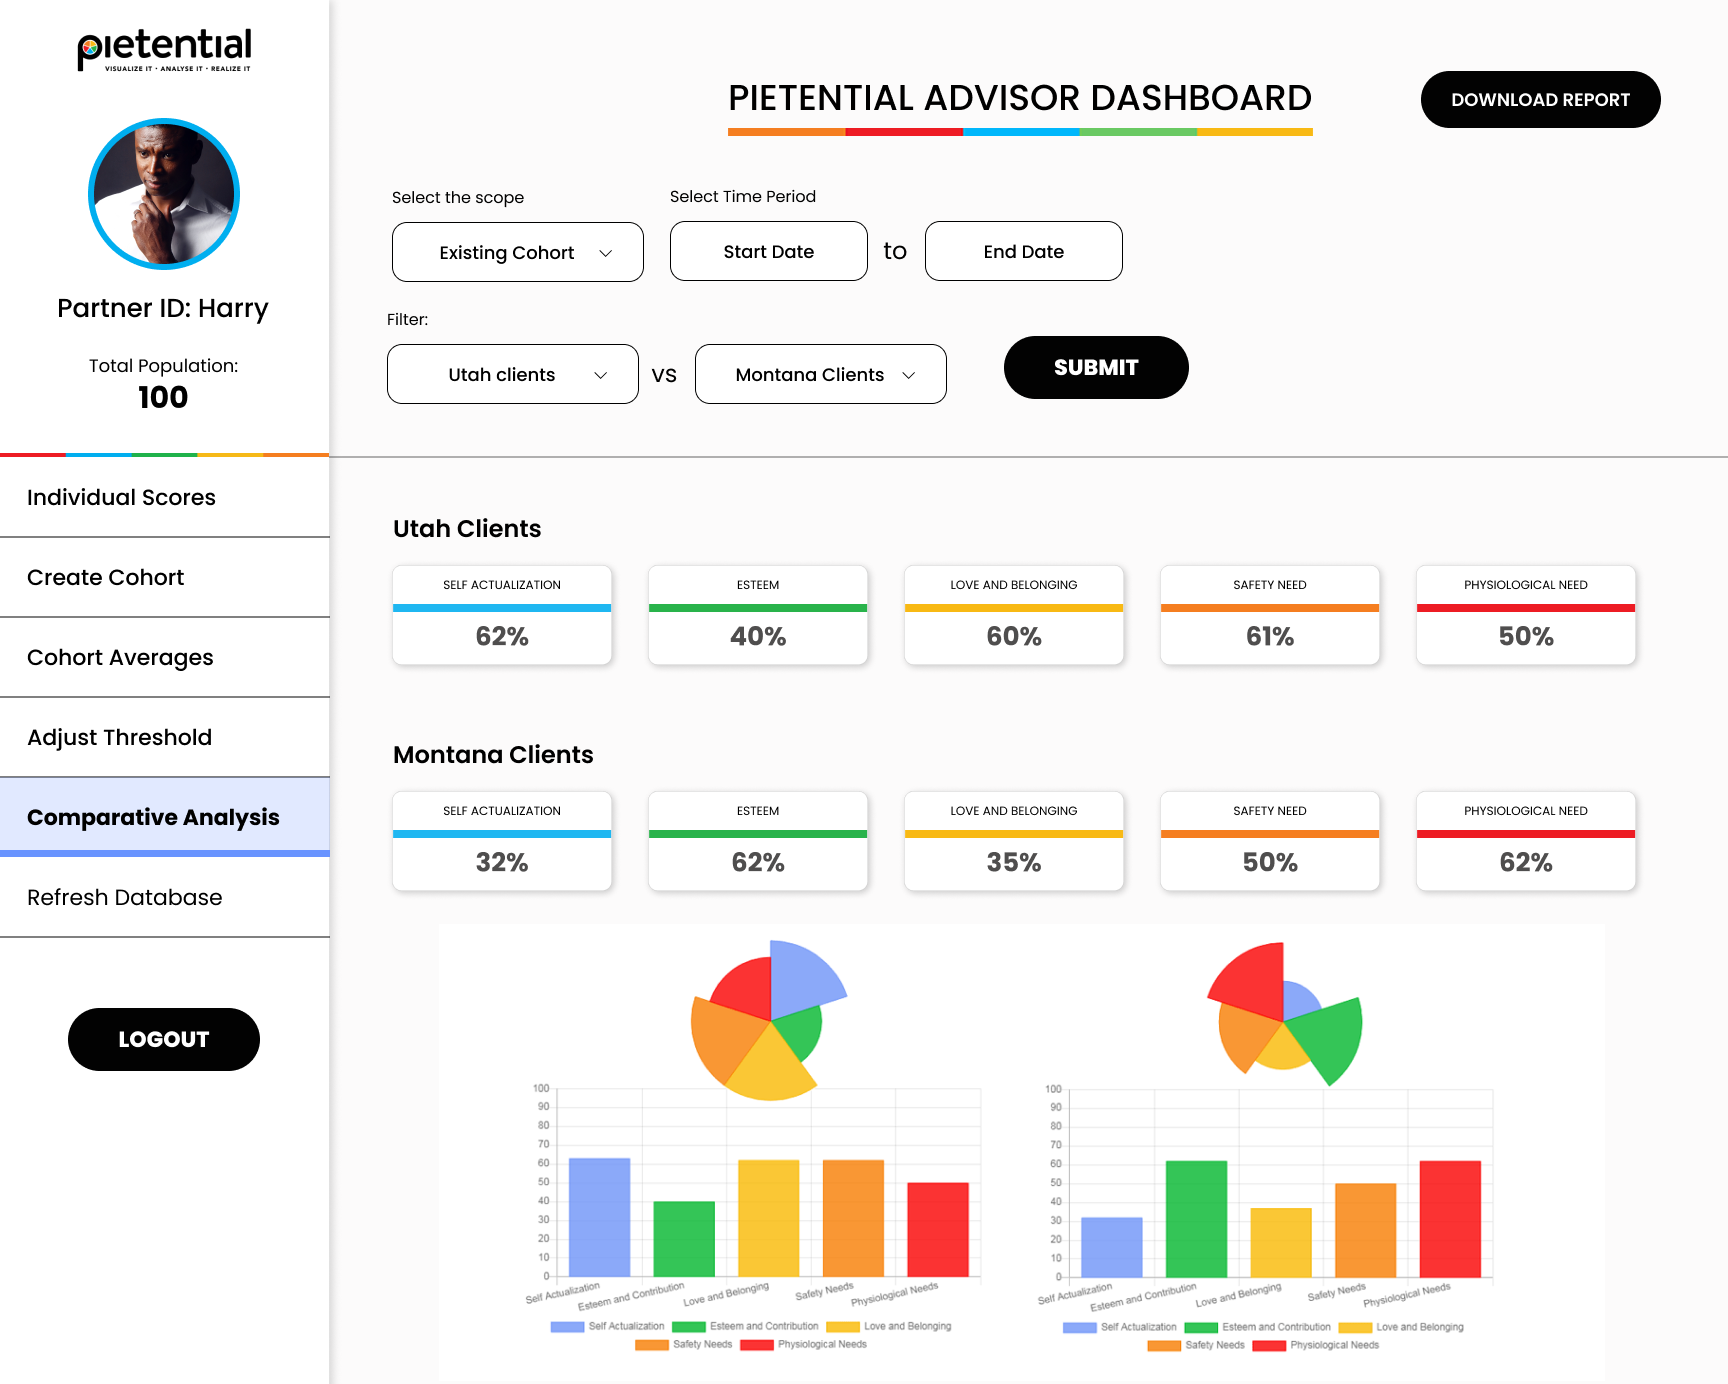 pietential
VISUALIZE IT • ANALYSE IT • REALIZE IT
Partner ID: Harry
Total Population:
100
Individual Scores
Create Cohort
Cohort Averages
Adjust Threshold
Comparative Analysis
Refresh Database
LOGOUT
PIETENTIAL ADVISOR DASHBOARD
DOWNLOAD REPORT
Select the scope
Select Time Period
Existing Cohort
Start Date
to
End Date
Filter:
Utah clients
vs
Montana Clients
SUBMIT
Utah Clients
SELF ACTUALIZATION
ESTEEM
LOVE AND BELONGING
SAFETY NEED
PHYSIOLOGICAL NEED
62%
40%
60%
61%
50%
Montana Clients
SELF ACTUALIZATION
ESTEEM
LOVE AND BELONGING
SAFETY NEED
PHYSIOLOGICAL NEED
32%
62%
35%
50%
62%
100
90
80
70
60
50
40
30
20
10
0
Self Actualization
Esteem and Contribution
Love and Belonging
Safety Needs
Physiological Needs
Self Actualization
Esteem and Contribution
Love and Belonging
Safety Needs
Physiological Needs
100
90
80
70
60
50
40
30
20
10
0
Self Actualization
Esteem and Contribution
Love and Belonging
Safety Needs
Physiological Needs
Self Actualization
Esteem and Contribution
Love and Belonging
Safety Needs
Physiological Needs